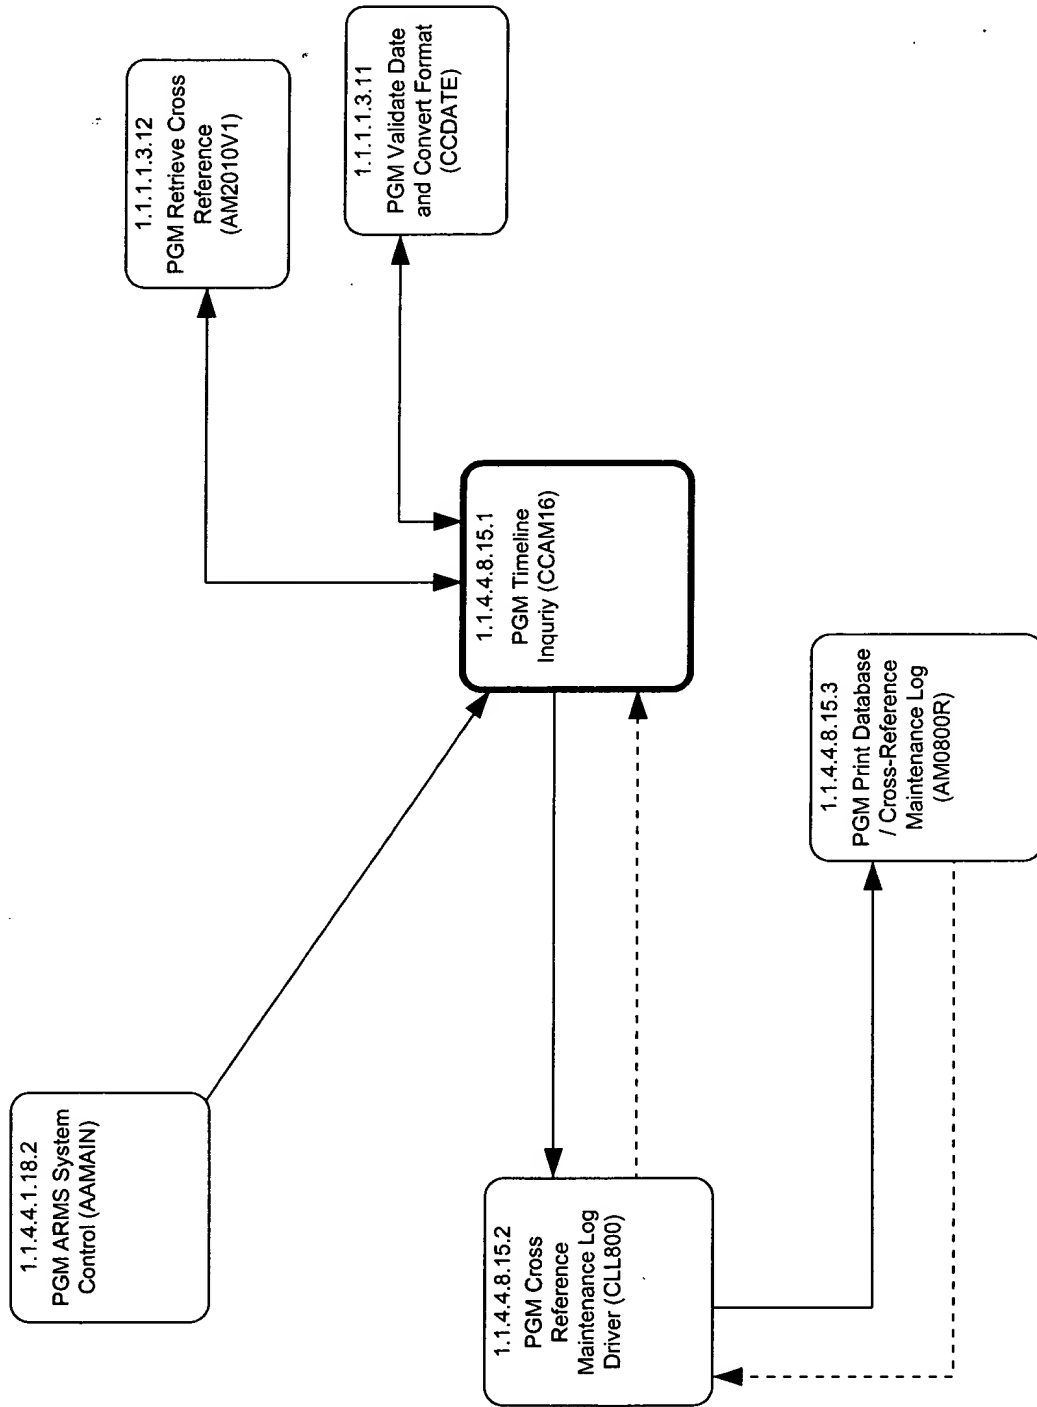 1.1.4.4.1.18.2
PGM ARMS System
Control (AAMAIN)
1.1.4.4.8.15.2
PGM Cross
Reference
Maintenance Log
Driver (CLL800)
1.1.4.4.8.15.1
PGM Timeline
Inquriy (CCAM16)
1.1.4.4.8.15.3
PGM Print Database
/ Cross-Reference
Maintenance Log
(AM0800R)
1.1.1.1.3.12
PGM Retrieve Cross
Reference
(AM2010V1)
1.1.1.1.3.11
PGM Validate Date
and Convert Format
(CCDATE)